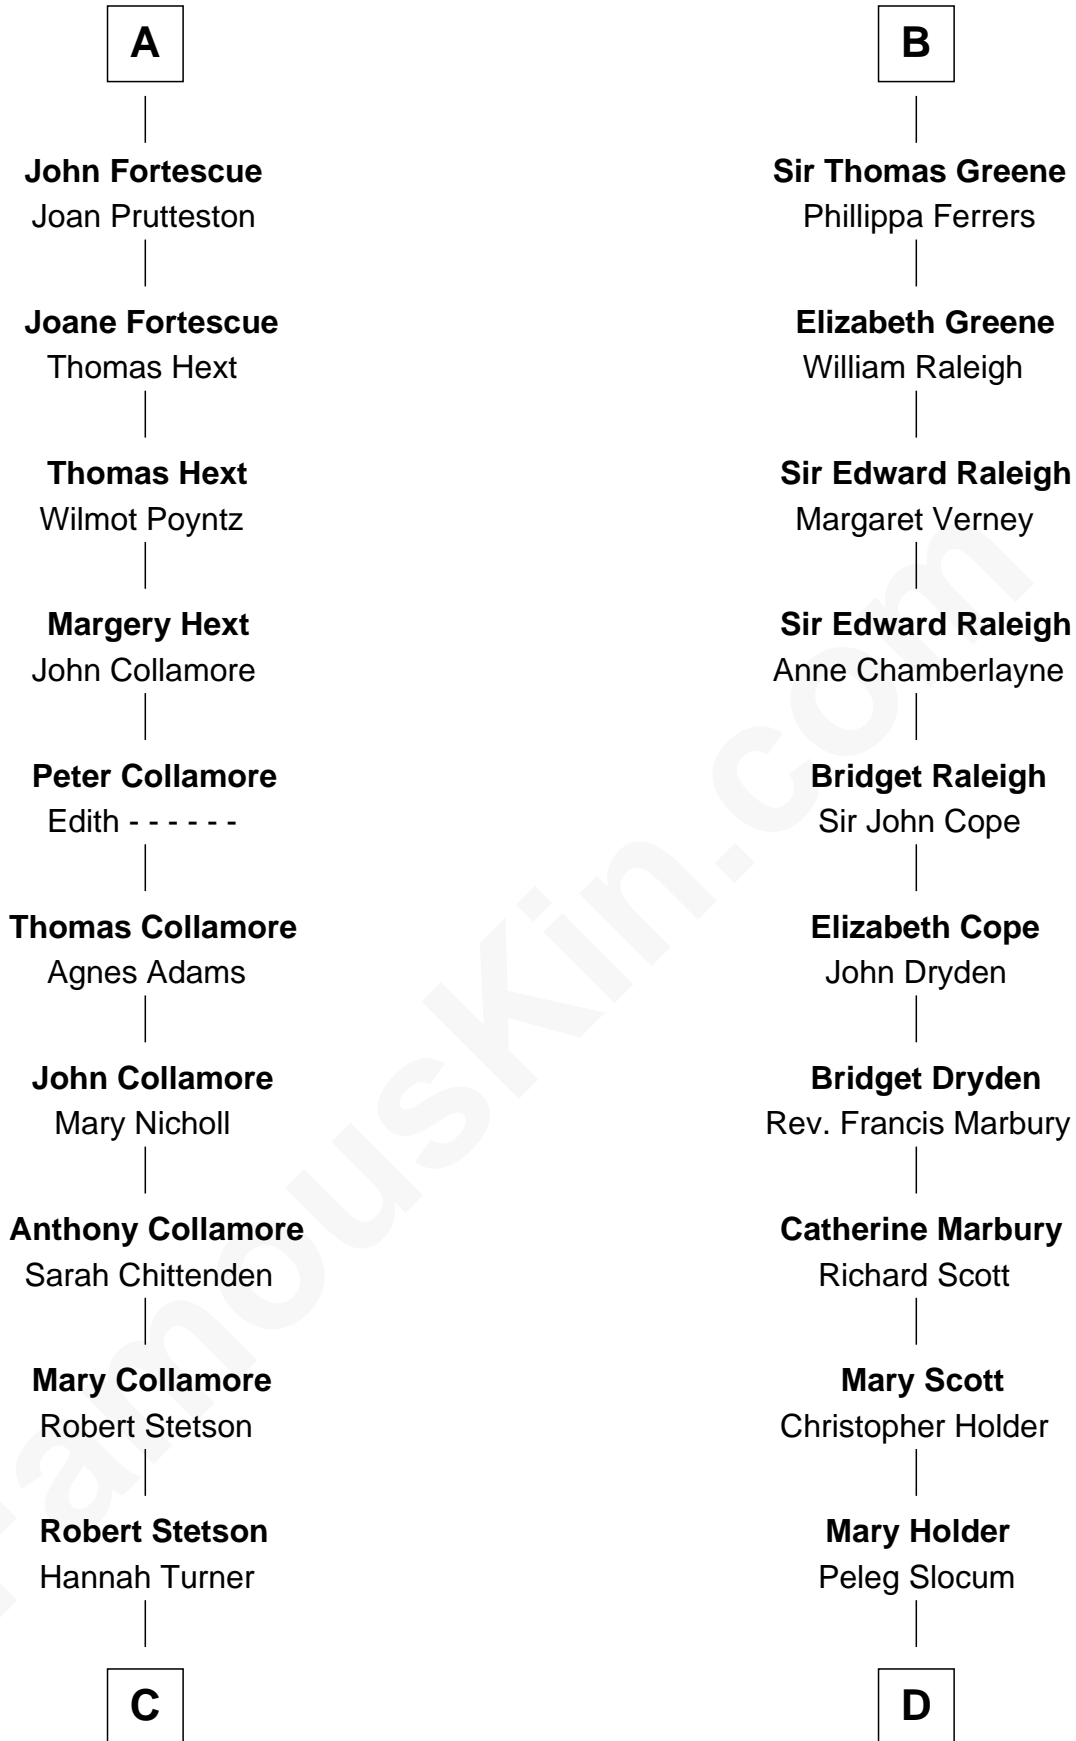 A
John Fortescue
Joan Prutteston
Joane Fortescue
Thomas Hext
Thomas Hext
Wilmot Poyntz
Margery Hext
John Collamore
Peter Collamore
Edith - - - - - -
Thomas Collamore
Agnes Adams
John Collamore
Mary Nicholl
Anthony Collamore
Sarah Chittenden
Mary Collamore
Robert Stetson
Robert Stetson
Hannah Turner
C
B
Sir Thomas Greene
Phillippa Ferrers
Elizabeth Greene
William Raleigh
Sir Edward Raleigh
Margaret Verney
Sir Edward Raleigh
Anne Chamberlayne
Bridget Raleigh
Sir John Cope
Elizabeth Cope
John Dryden
Bridget Dryden
Rev. Francis Marbury
Catherine Marbury
Richard Scott
Mary Scott
Christopher Holder
Mary Holder
Peleg Slocum
D
FamousKin.com